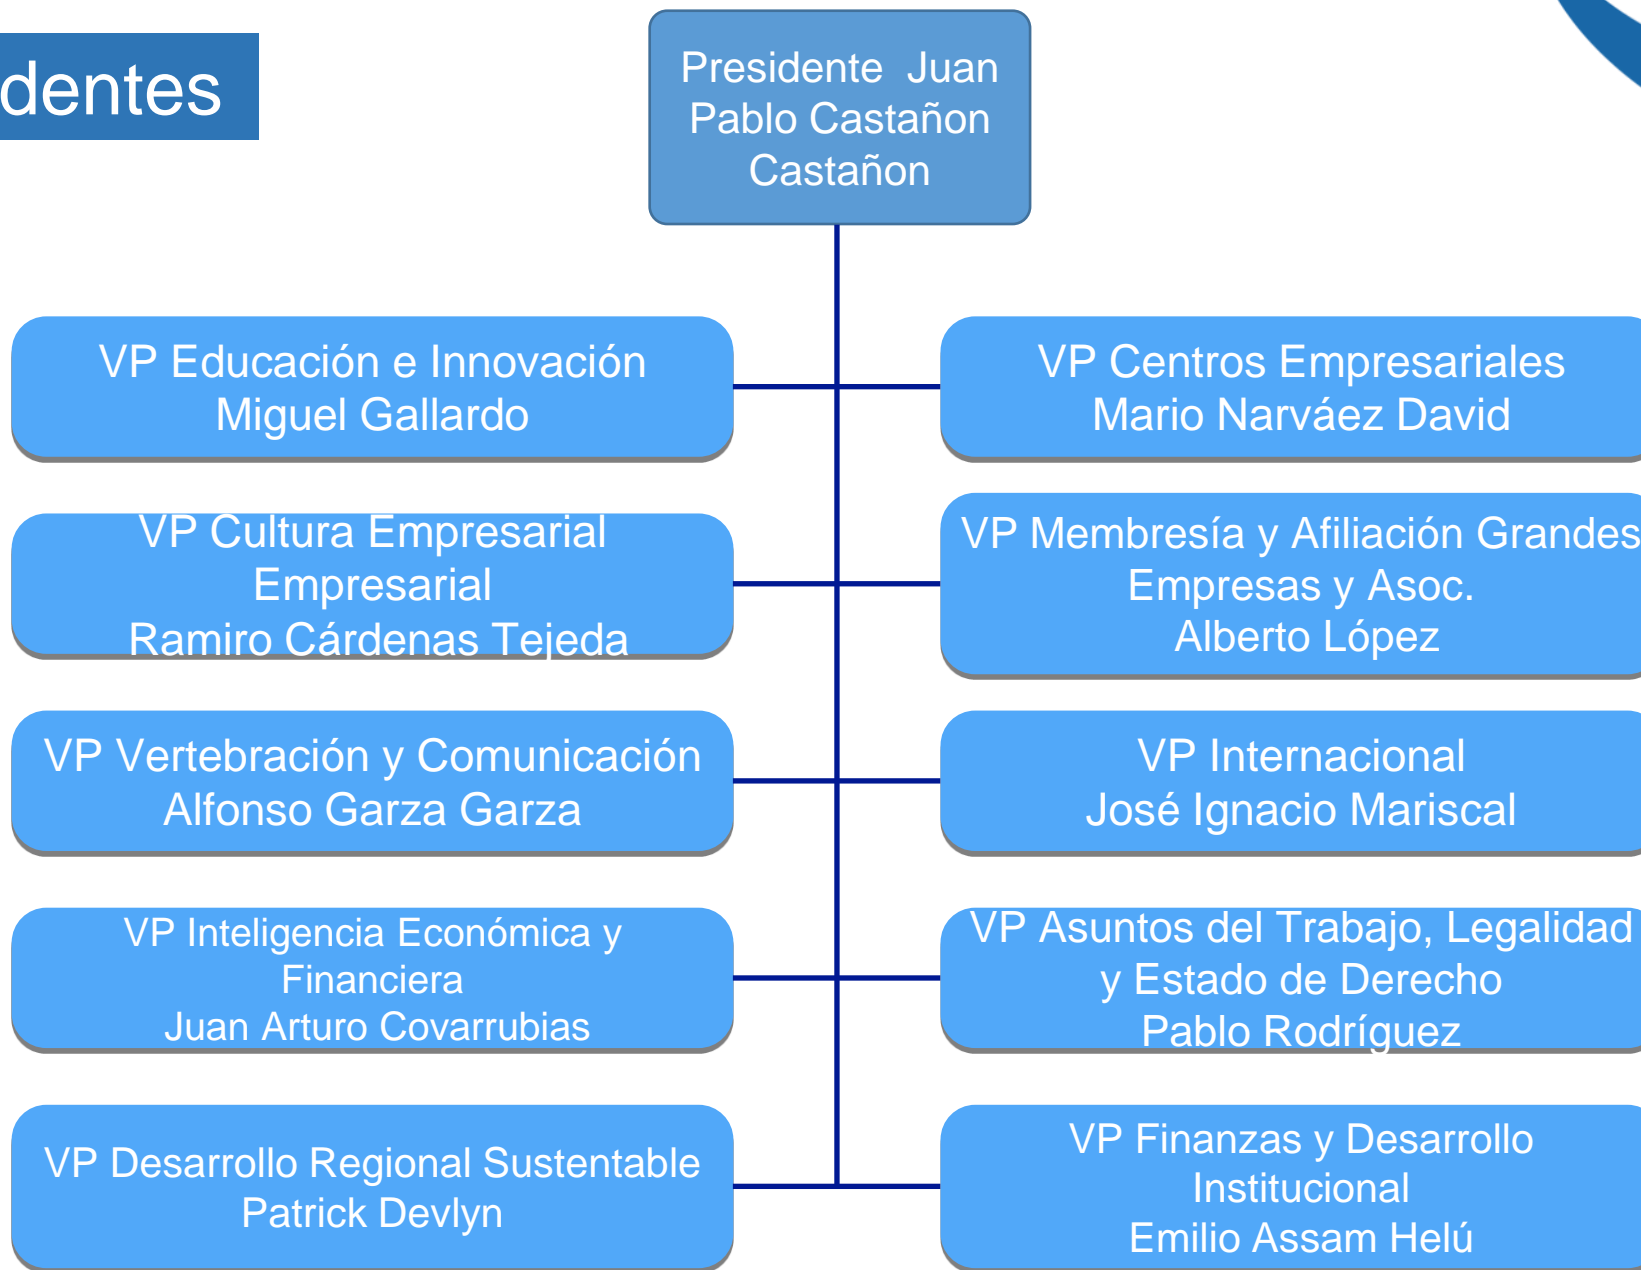 dentes
Presidente  Juan
Pablo Castañon
Castañon
VP Educación e Innovación
Miguel Gallardo
VP Centros Empresariales
Mario Narváez David
VP Cultura Empresarial
Empresarial
Ramiro Cárdenas Tejeda
VP Membresía y Afiliación Grandes
Empresas y Asoc.
Alberto López
VP Vertebración y Comunicación
Alfonso Garza Garza
VP Internacional
José Ignacio Mariscal
VP Inteligencia Económica y
Financiera
Juan Arturo Covarrubias
VP Asuntos del Trabajo, Legalidad
y Estado de Derecho
Pablo Rodríguez
VP Desarrollo Regional Sustentable
Patrick Devlyn
VP Finanzas y Desarrollo
Institucional
Emilio Assam Helú